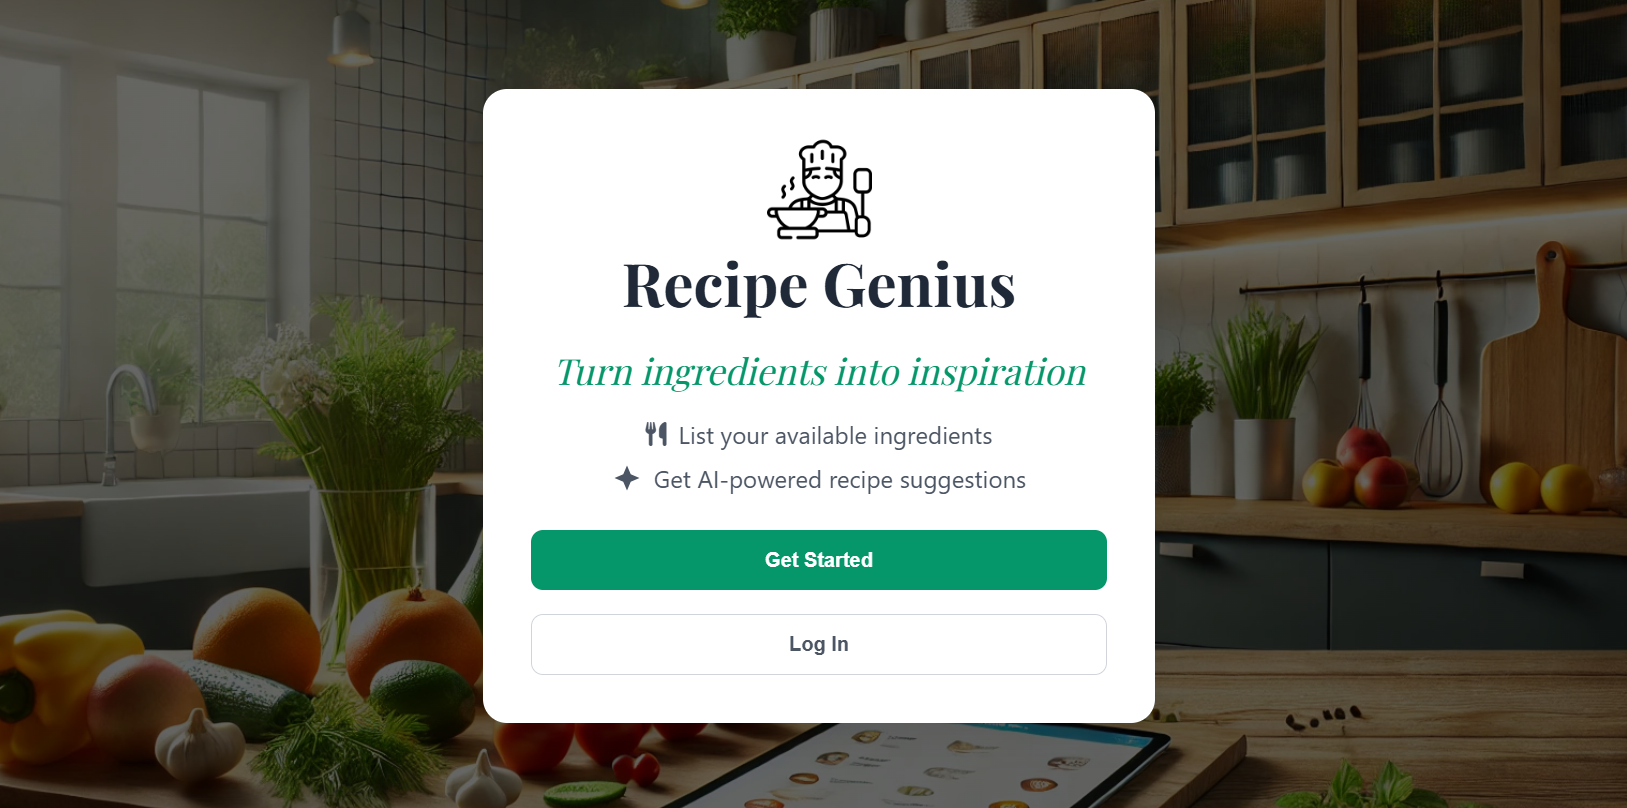 Recipe Genius
Turn ingredients into inspiration
List your available ingredients
Get AI-powered recipe suggestions
Get Started
Log In